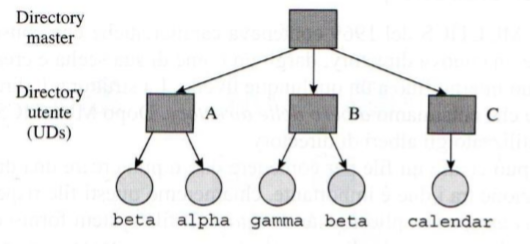 Directory
master
Directory
utente
(UDs)
A
B
C
beta alpha gamma beta calendar